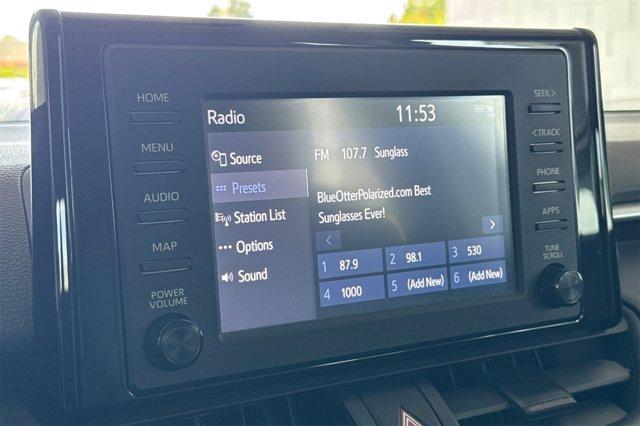 HOME
MENU
AUDIO
MAP
POWER
VOLUME
Radio
11:53
Source
Presets
Station List
Options
Sound
FM 107.7 Sunglass
BlueOtterPolarized.com Best
Sunglasses Ever!
1 87.9 2 98.1 3 530
4 1000 5 (Add New) 6 (Add New)
SEEK >
< TRACK
PHONE
APPS
TUNE
SCROLL